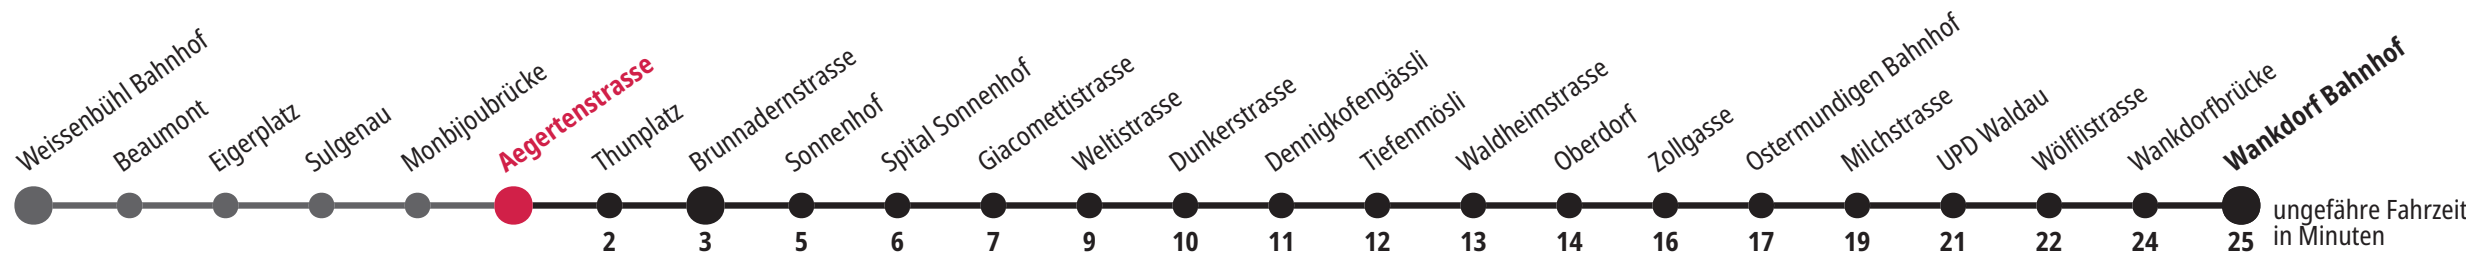 Weissenbühl Bahnhof
Beaumont
Eigerplatz
Sulgenau
Monbijoubrücke
Aegertenstrasse
Thunplatz
Brunnadernstrasse
Sonnenhof
Spital Sonnenhof
Giacomettistrasse
Weltistrasse
Dunkerstrasse
Dennigkofengässli
Tiefenmösli
Waldheimstrasse
Oberdorf
Zollgasse
Ostermundigen Bahnhof
Milchstrasse
UPD Waldau
Wölflistrasse
Wankdorfbrücke
Wankdorf Bahnhof
2 3 5 6 7 9 10 11 12 13 14 16 17 19 21 22 24 25
ungefähre Fahrzeit
in Minuten